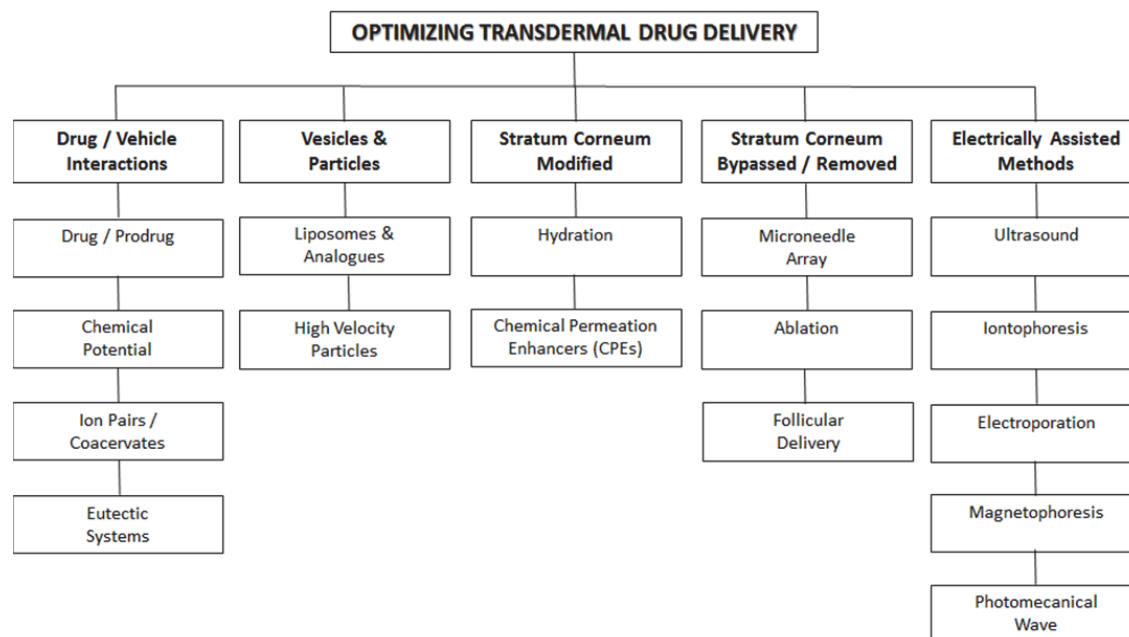 OPTIMIZING TRANSDERMAL DRUG DELIVERY
Drug / Vehicle
Interactions
Drug / Prodrug
Chemical
Potential
Ion Pairs /
Coacervates
Eutectic
Systems
Vesicles &
Particles
Liposomes &
Analogues
High Velocity
Particles
Stratum Corneum
Modified
Hydration
Chemical Permeation
Enhancers (CPEs)
Stratum Corneum
Bypassed / Removed
Microneedle
Array
Ablation
Follicular
Delivery
Electrically Assisted
Methods
Ultrasound
Iontophoresis
Electroporation
Magnetophoresis
Photomechanical
Wave